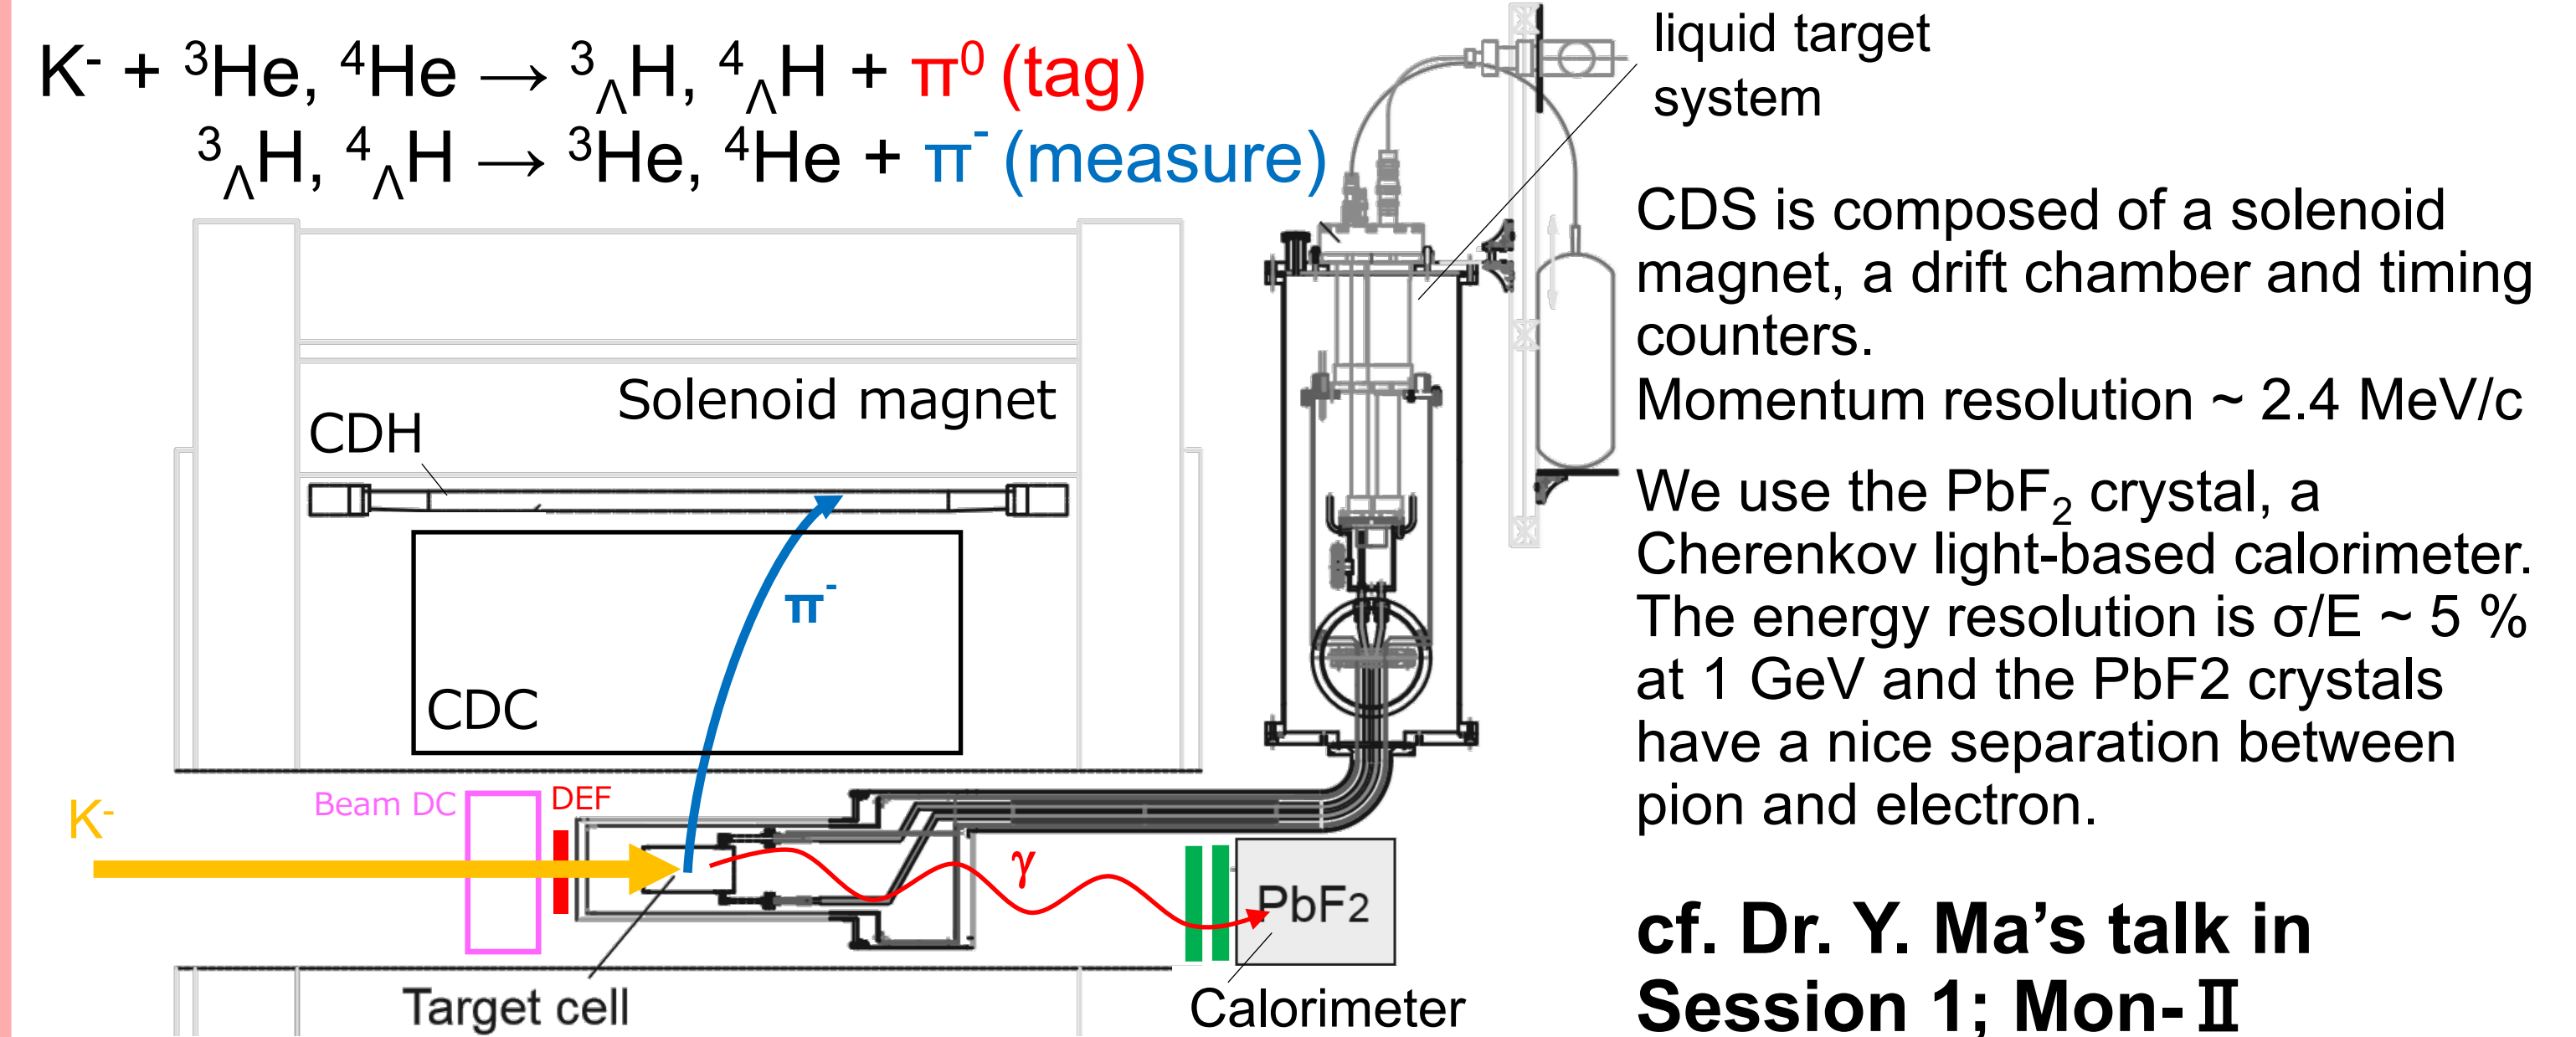 K⁻ + ³He, ⁴He → ³ΛH, ⁴ΛH + π⁰ (tag)
³ΛH, ⁴ΛH → ³He, ⁴He + π⁻ (measure)
liquid target
system
CDS is composed of a solenoid
magnet, a drift chamber and timing
counters.
Momentum resolution ~ 2.4 MeV/c
We use the PbF₂ crystal, a
Cherenkov light-based calorimeter.
The energy resolution is σ/E ~ 5 %
at 1 GeV and the PbF2 crystals
have a nice separation between
pion and electron.
cf. Dr. Y. Ma’s talk in
Session 1; Mon-Ⅱ
Solenoid magnet
CDH
π⁻
CDC
Beam DC
DEF
K⁻
γ
PbF2
Target cell
Calorimeter